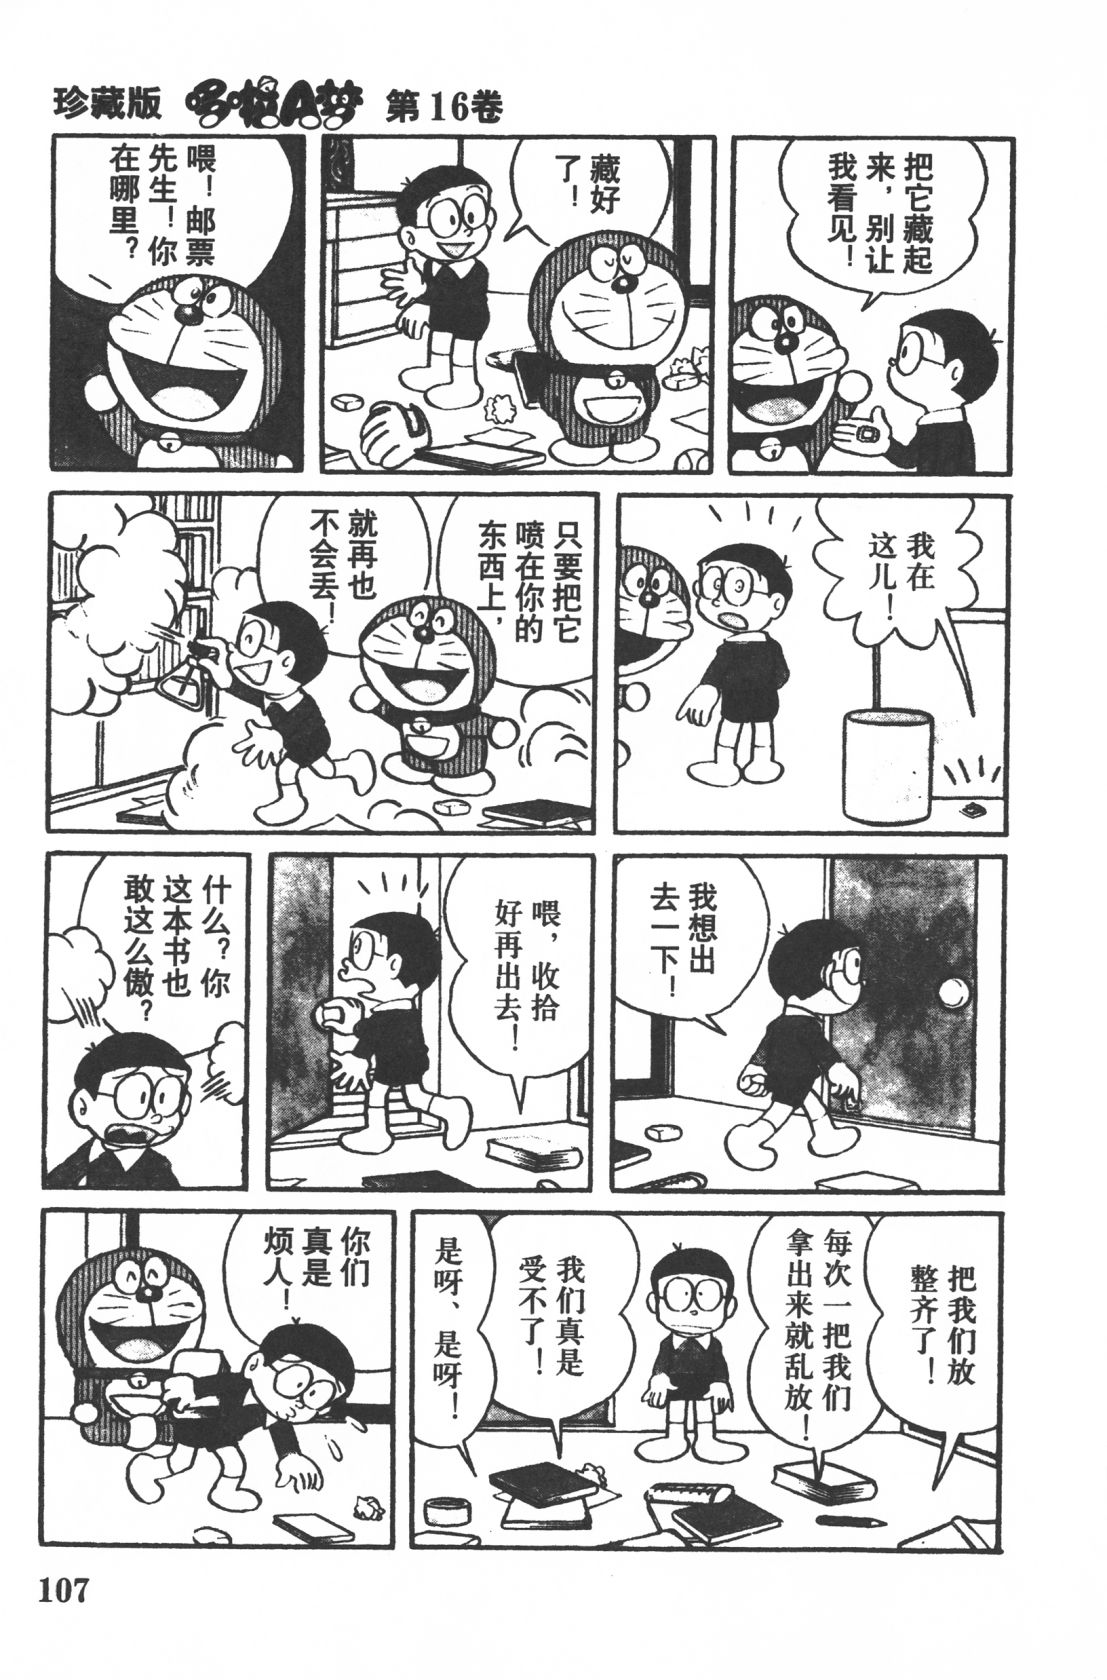 珍藏版 哆啦A梦 第16卷
把它藏起
来，别让
我看见！
藏好
了！
喂！邮票
先生！你
在哪里？
我在
这儿！
只要把它
喷在你的
东西上，
就再也
不会丢！
我想出
去一下！
喂，收拾
好再出去！
什么？你
这本书也
敢这么傲？
把我们放
整齐了！
每次一把我们
拿出来就乱放！
我们真是
受不了！
是呀、是呀！
你们
真是
烦人！
107